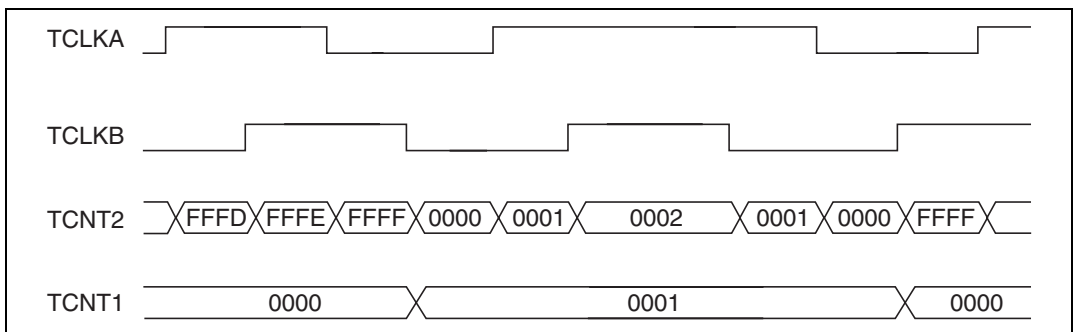 TCLKA
TCLKB
TCNT2 FFFD FFFE FFFF 0000 0001 0002 0001 0000 FFFF
TCNT1 0000 0001 0000